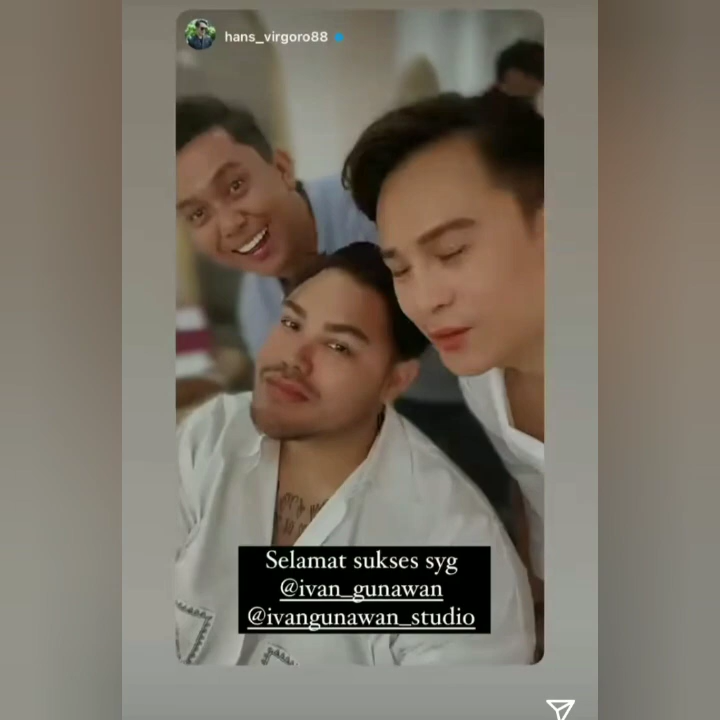 hans_virgoro88
Selamat sukses syg
@ivan_gunawan
@ivangunawan_studio